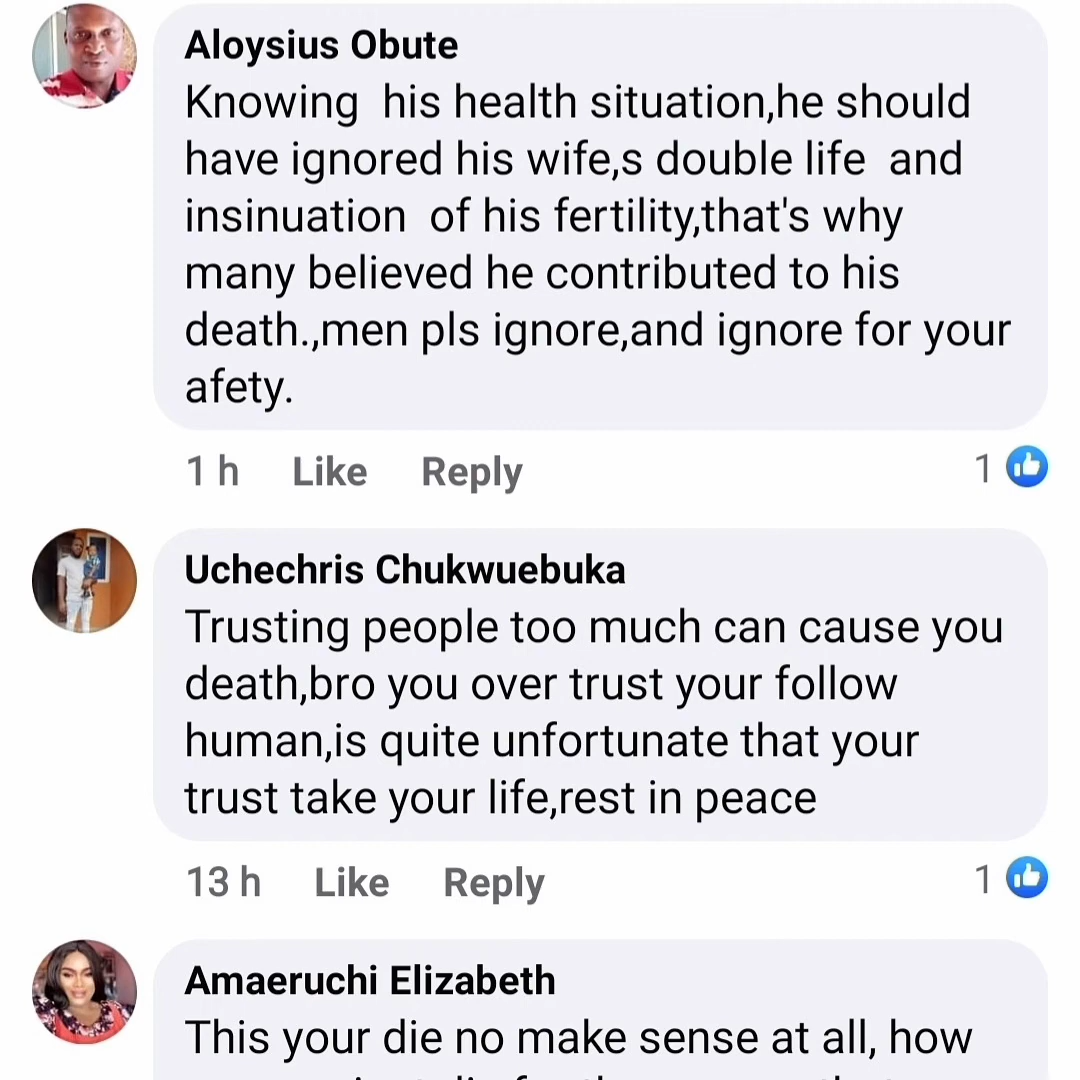 Aloysius Obute
Knowing his health situation,he should
have ignored his wife,s double life and
insinuation of his fertility,that's why
many believed he contributed to his
death.,men pls ignore,and ignore for your
afety.
1 h Like Reply 1
Uchechris Chukwuebuka
Trusting people too much can cause you
death,bro you over trust your follow
human,is quite unfortunate that your
trust take your life,rest in peace
13 h Like Reply 1
Amaeruchi Elizabeth
This your die no make sense at all, how